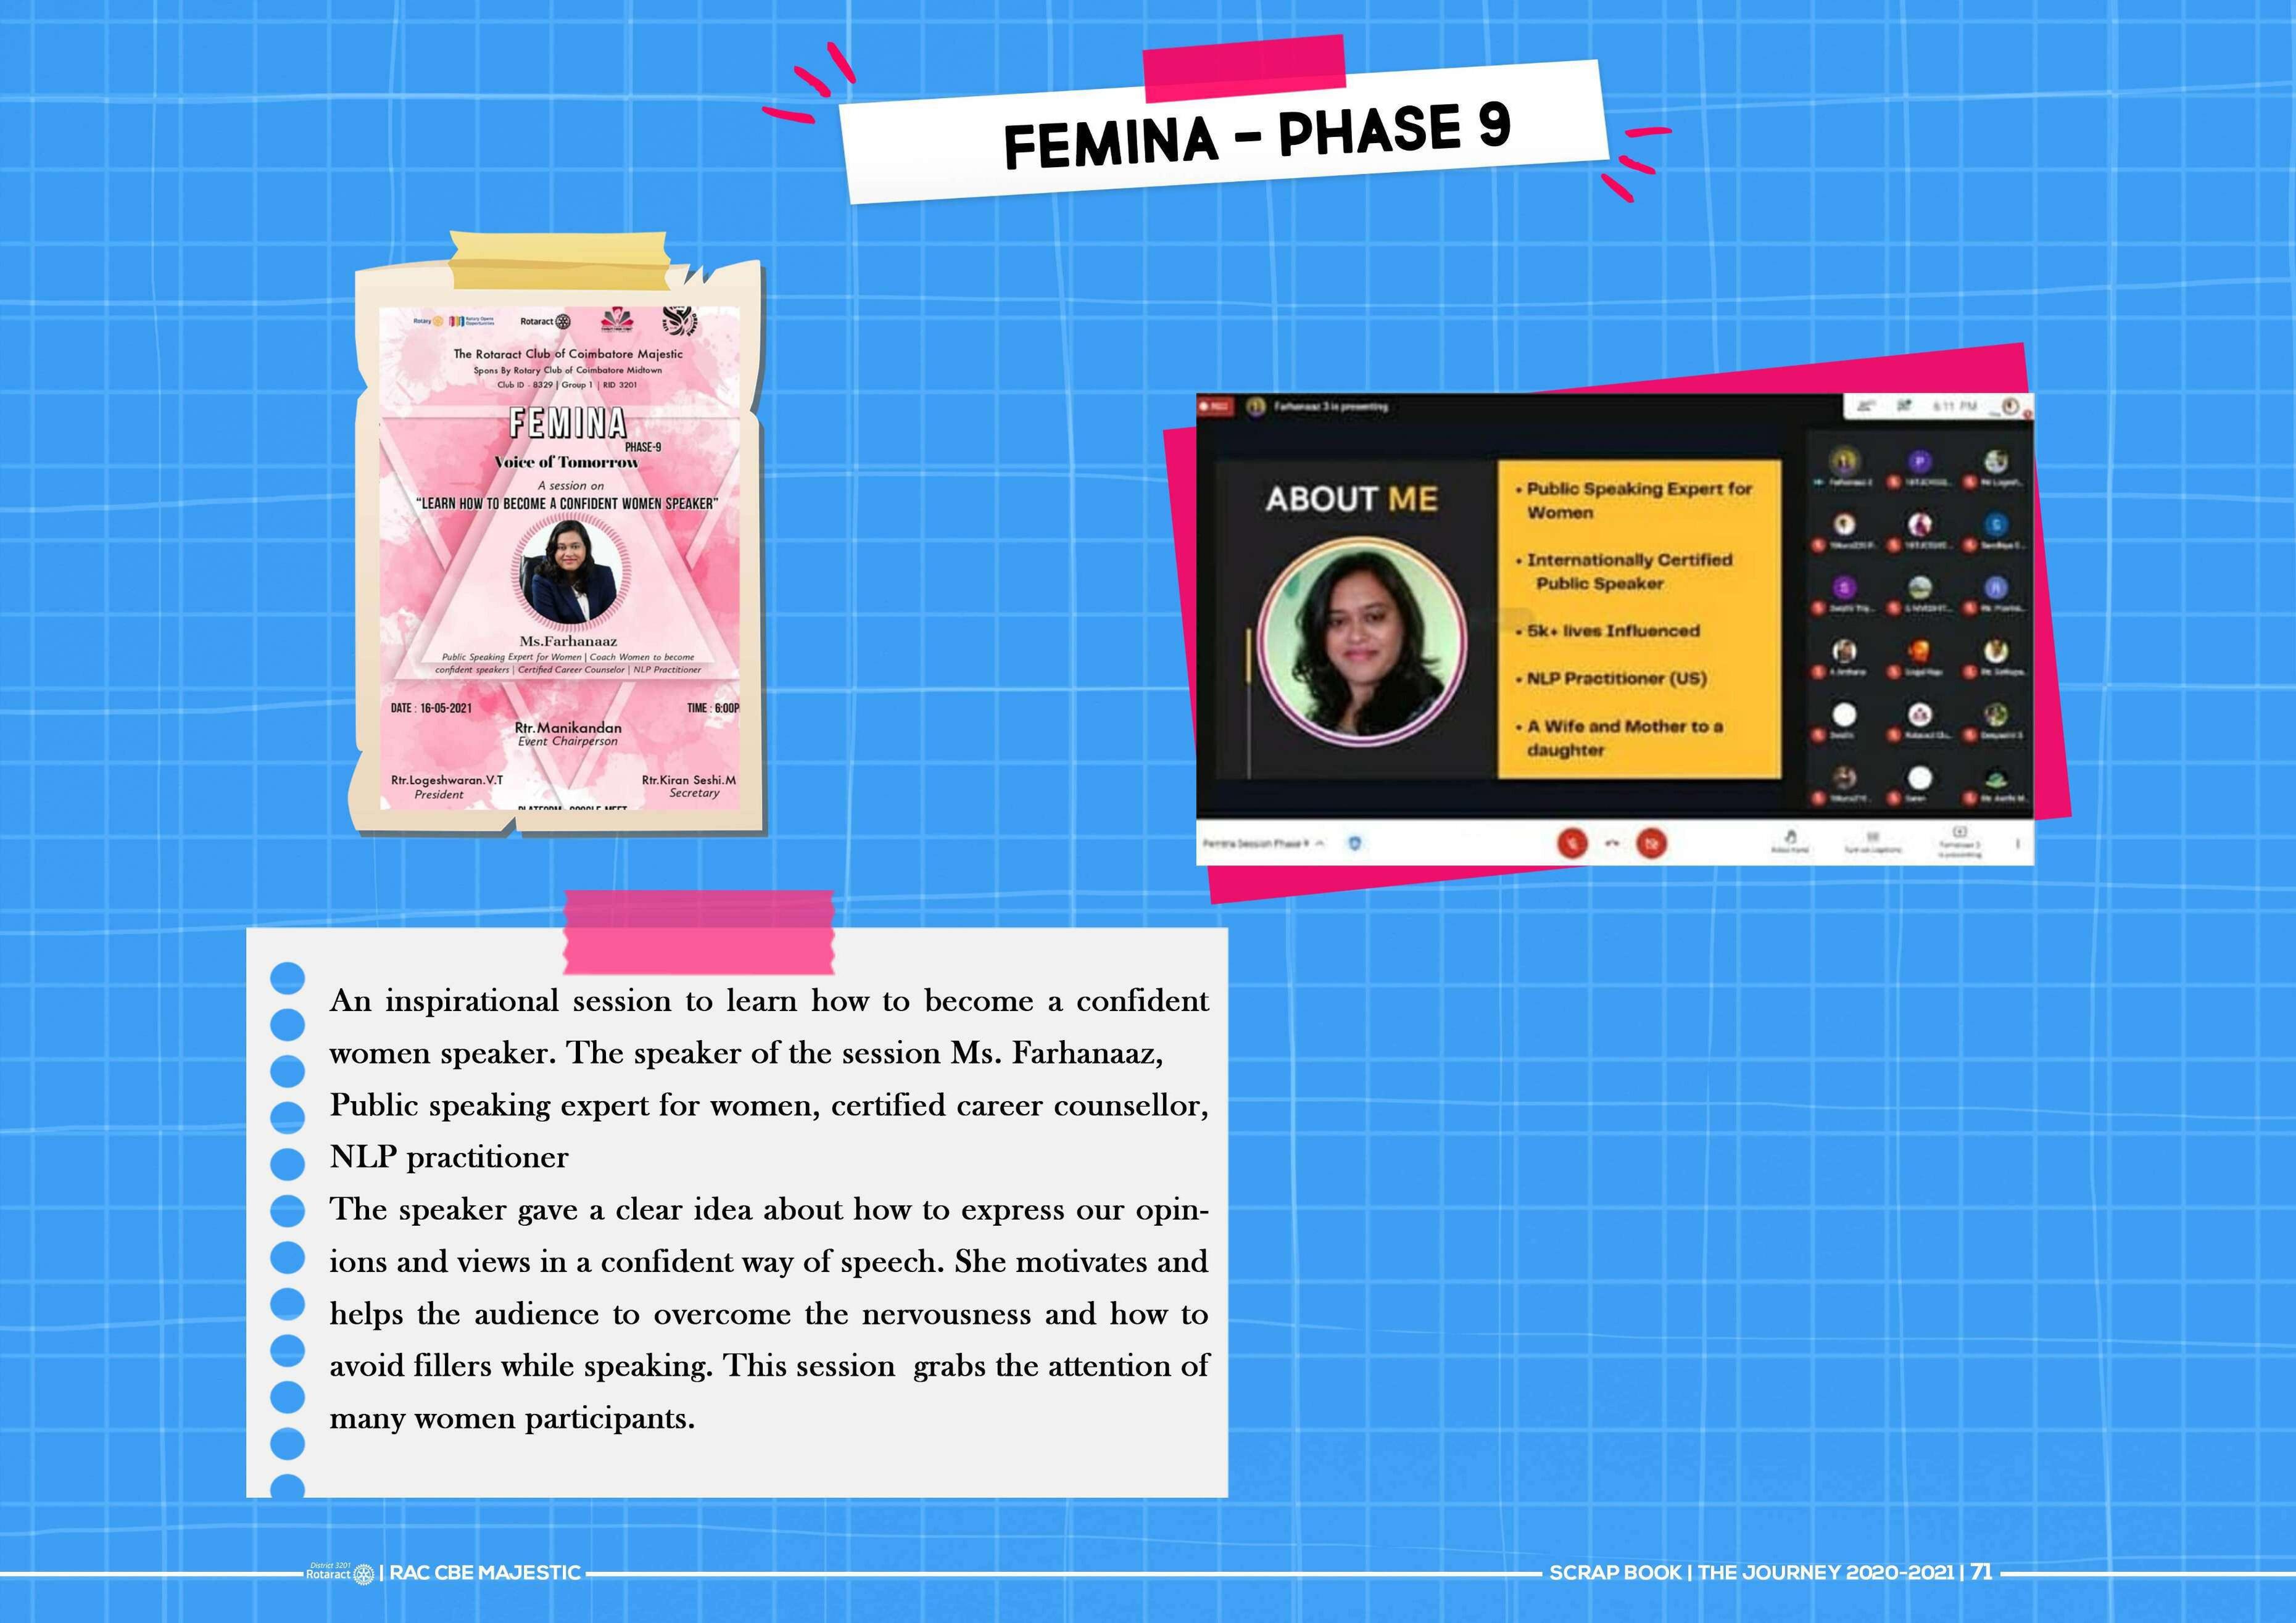 FEMINA - PHASE 9
Rotary
Rotary Opens
Opportunities
Rotaract
The Rotaract Club of Coimbatore Majestic
Spons By Rotary Club of Coimbatore Midtown
Club ID - 8329 | Group 1 | RID 3201
FEMINA
PHASE-9
Voice of Tomorrow
A session on
"LEARN HOW TO BECOME A CONFIDENT WOMEN SPEAKER"
Ms.Farhanaaz
Public Speaking Expert for Women | Coach Women to become
confident speakers | Certified Career Counselor | NLP Practitioner
DATE : 16-05-2021
TIME : 6:00P
Rtr.Manikandan
Event Chairperson
Rtr.Logeshwaran.V.T
President
Rtr.Kiran Seshi.M
Secretary
PLATFORM : GOOGLE MEET
REC
Farhanaaz S is presenting
6:11 PM
ABOUT ME
• Public Speaking Expert for
Women
• Internationally Certified
Public Speaker
• 5k+ lives Influenced
• NLP Practitioner (US)
• A Wife and Mother to a
daughter
Femina Session Phase 9
An inspirational session to learn how to become a confident
women speaker. The speaker of the session Ms. Farhanaaz,
Public speaking expert for women, certified career counsellor,
NLP practitioner
The speaker gave a clear idea about how to express our opin-
ions and views in a confident way of speech. She motivates and
helps the audience to overcome the nervousness and how to
avoid fillers while speaking. This session  grabs the attention of
many women participants.
District 3201
Rotaract | RAC CBE MAJESTIC
SCRAP BOOK | THE JOURNEY 2020-2021 | 71